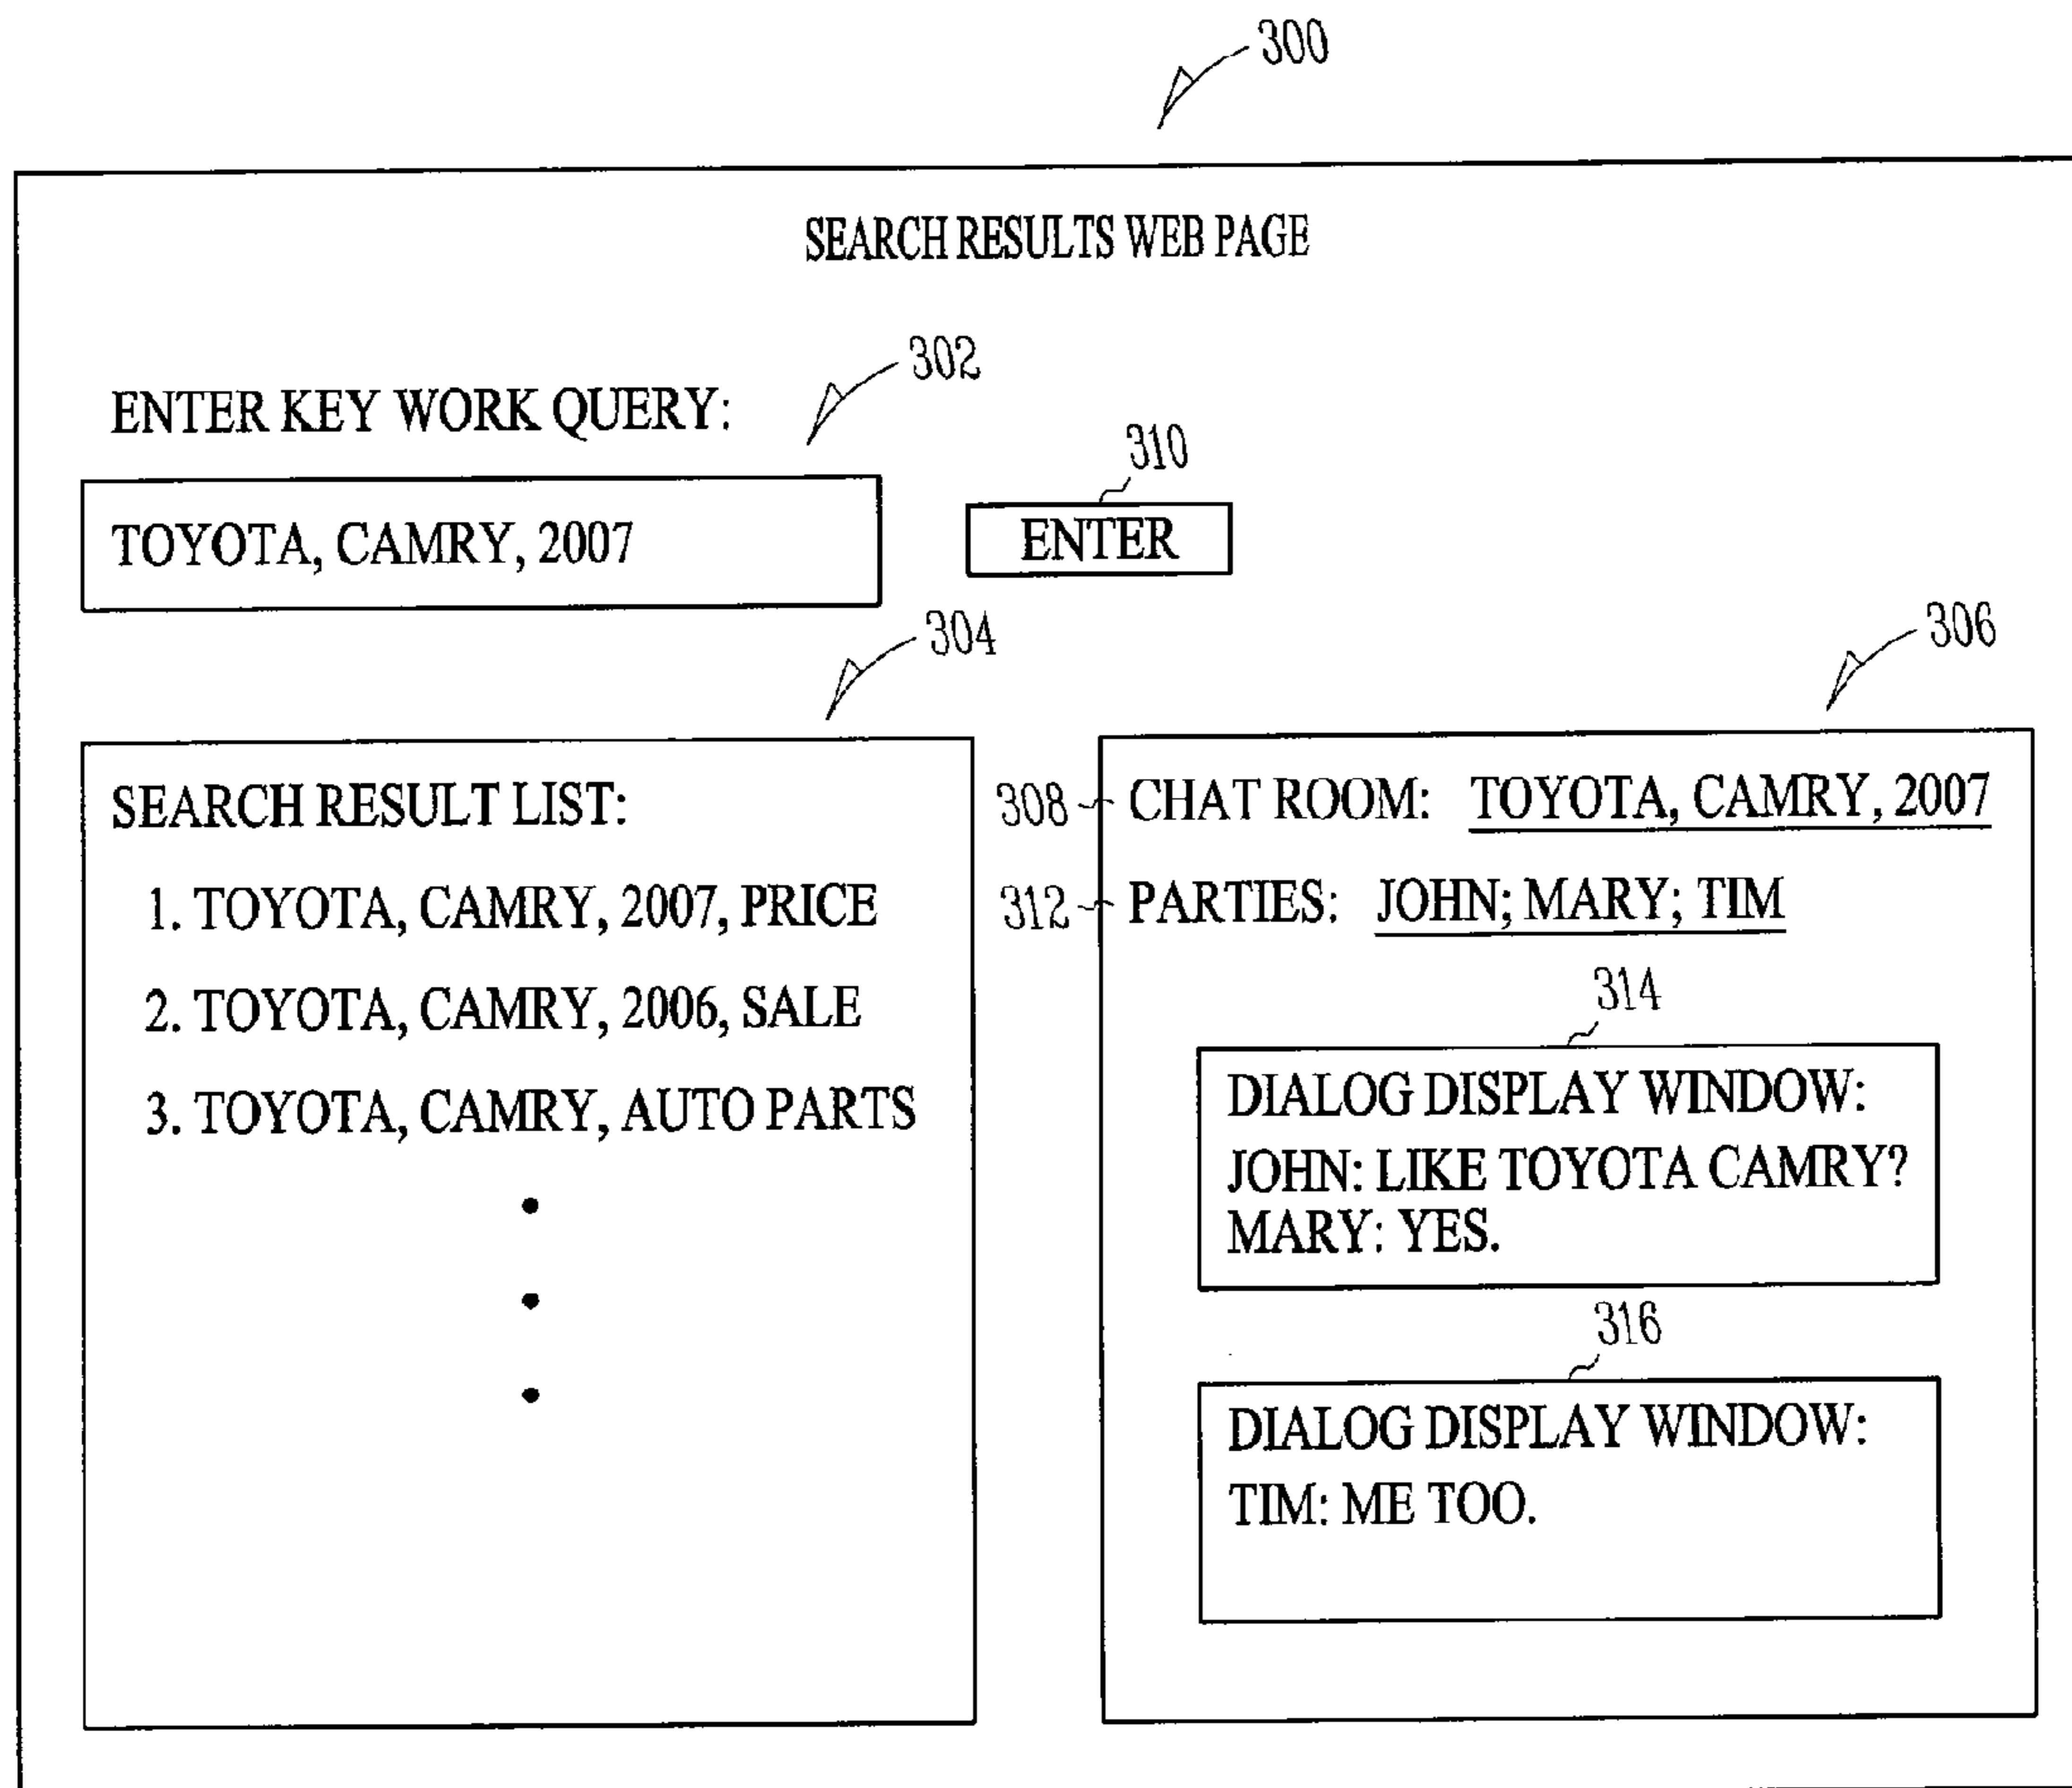 300
SEARCH RESULTS WEB PAGE
302
ENTER KEY WORK QUERY:
310
TOYOTA, CAMRY, 2007
ENTER
304
306
SEARCH RESULT LIST:
1. TOYOTA, CAMRY, 2007, PRICE
2. TOYOTA, CAMRY, 2006, SALE
3. TOYOTA, CAMRY, AUTO PARTS
308
CHAT ROOM: TOYOTA, CAMRY, 2007
312
PARTIES: JOHN; MARY; TIM
314
DIALOG DISPLAY WINDOW:
JOHN: LIKE TOYOTA CAMRY?
MARY: YES.
316
DIALOG DISPLAY WINDOW:
TIM: ME TOO.